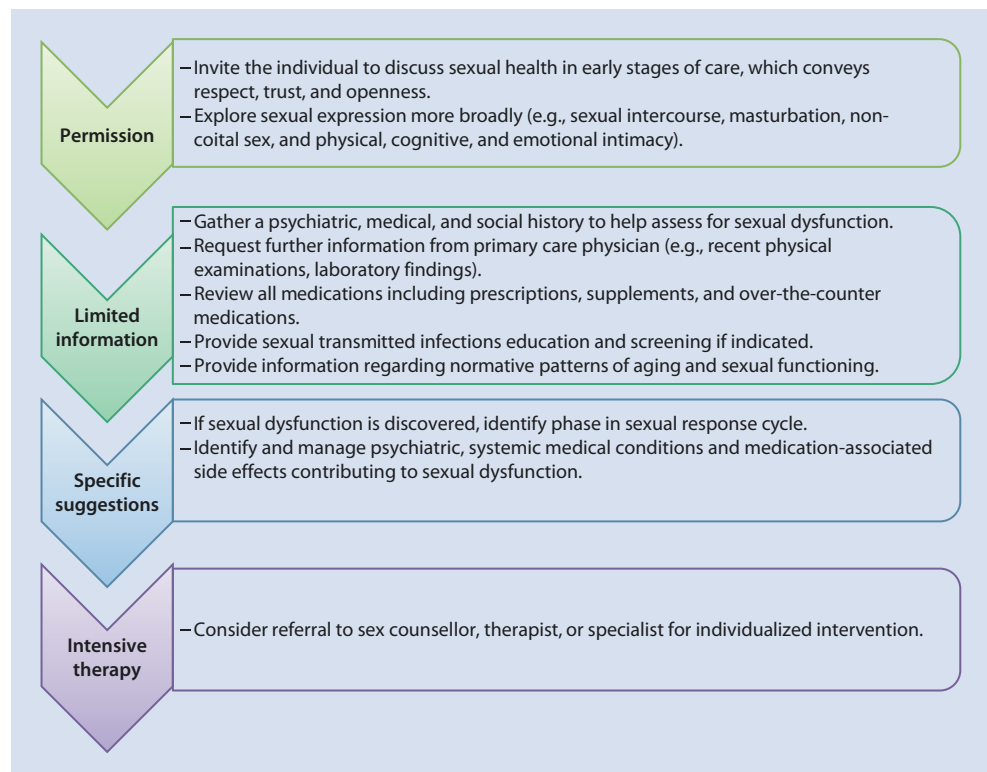 Permission
– Invite the individual to discuss sexual health in early stages of care, which conveys
respect, trust, and openness.
– Explore sexual expression more broadly (e.g., sexual intercourse, masturbation, non-
coital sex, and physical, cognitive, and emotional intimacy).
Limited
information
– Gather a psychiatric, medical, and social history to help assess for sexual dysfunction.
– Request further information from primary care physician (e.g., recent physical
examinations, laboratory findings).
– Review all medications including prescriptions, supplements, and over-the-counter
medications.
– Provide sexual transmitted infections education and screening if indicated.
– Provide information regarding normative patterns of aging and sexual functioning.
Specific
suggestions
– If sexual dysfunction is discovered, identify phase in sexual response cycle.
– Identify and manage psychiatric, systemic medical conditions and medication-associated
side effects contributing to sexual dysfunction.
Intensive
therapy
– Consider referral to sex counsellor, therapist, or specialist for individualized intervention.